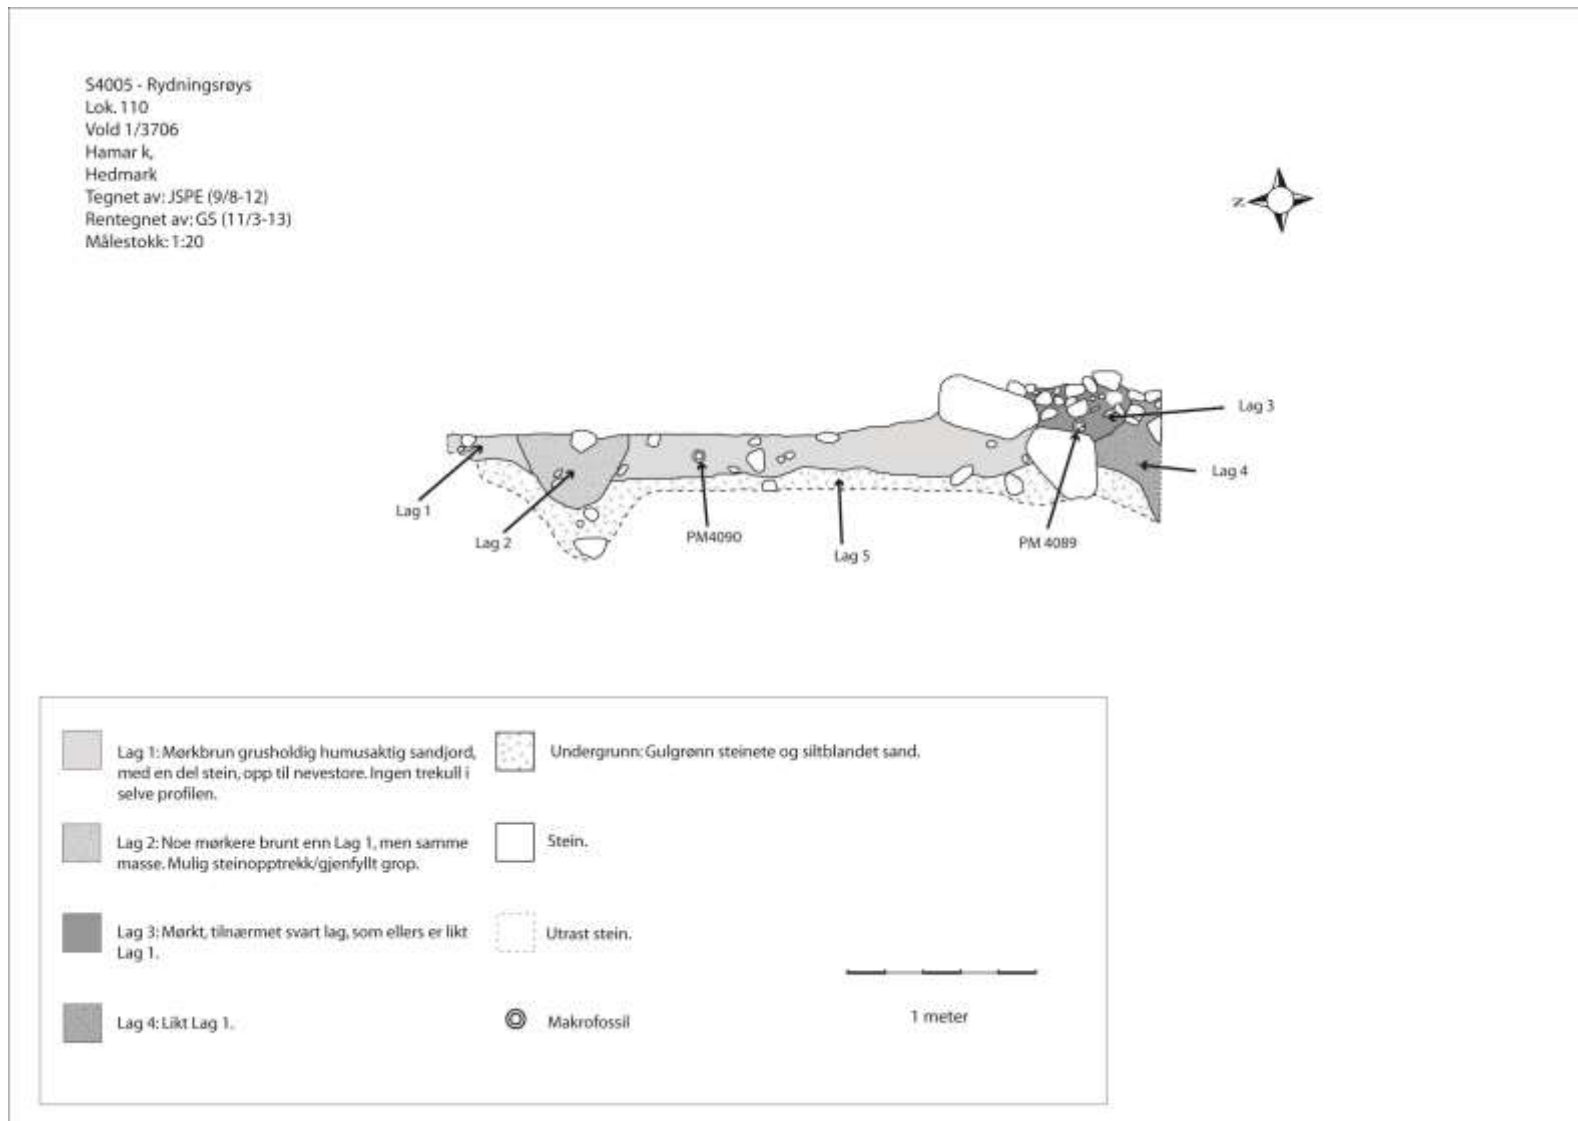 S4005 - Rydningsrøys
Lok. 110
Vold 1/3706
Hamar k,
Hedmark
Tegnet av: JSPE (9/8-12)
Rentegnet av: GS (11/3-13)
Målestokk: 1:20
N
Lag 3
Lag 4
Lag 1
Lag 2
PM4090
Lag 5
PM 4089
Lag 1: Mørkbrun grusholdig humusaktig sandjord,
med en del stein, opp til nevestore. Ingen trekull i
selve profilen.
Lag 2: Noe mørkere brunt enn Lag 1, men samme
masse. Mulig steinopptrekk/gjenfyllt grop.
Lag 3: Mørkt, tilnærmet svart lag, som ellers er likt
Lag 1.
Lag 4: Likt Lag 1.
Undergrunn: Gulgrønn steinete og siltblandet sand.
Stein.
Utrast stein.
Makrofossil
1 meter